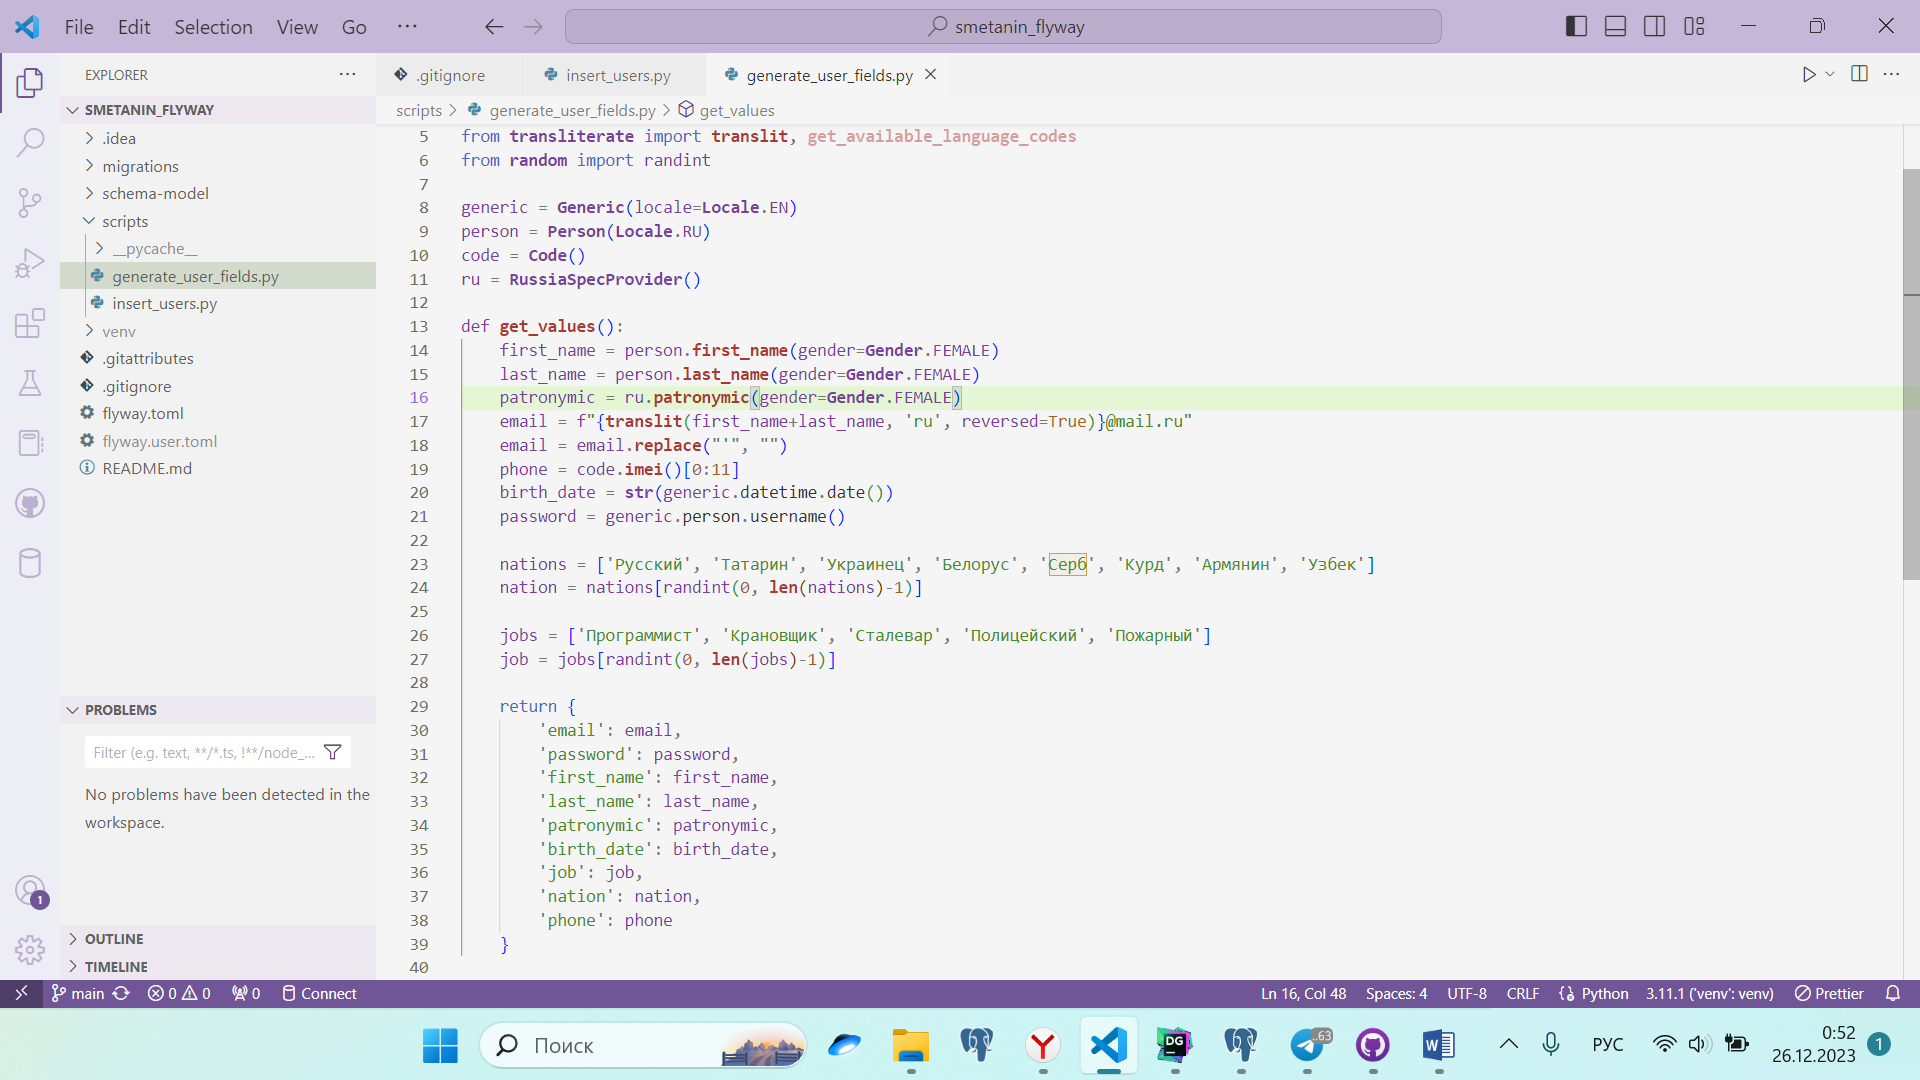 File Edit Selection View Go ···
smetanin_flyway
EXPLORER ···
.gitignore insert_users.py generate_user_fields.py
scripts > generate_user_fields.py > get_values
SMETANIN_FLYWAY
.idea
migrations
schema-model
scripts
__pycache__
generate_user_fields.py
insert_users.py
venv
.gitattributes
.gitignore
flyway.toml
flyway.user.toml
README.md
PROBLEMS
Filter (e.g. text, **/*.ts, !**/node_...
No problems have been detected in the
workspace.
OUTLINE
TIMELINE
5 from transliterate import translit, get_available_language_codes
6 from random import randint
7
8 generic = Generic(locale=Locale.EN)
9 person = Person(Locale.RU)
10 code = Code()
11 ru = RussiaSpecProvider()
12
13 def get_values():
14 first_name = person.first_name(gender=Gender.FEMALE)
15 last_name = person.last_name(gender=Gender.FEMALE)
16 patronymic = ru.patronymic(gender=Gender.FEMALE)
17 email = f"{translit(first_name+last_name, 'ru', reversed=True)}@mail.ru"
18 email = email.replace("'", "")
19 phone = code.imei()[0:11]
20 birth_date = str(generic.datetime.date())
21 password = generic.person.username()
22
23 nations = ['Русский', 'Татарин', 'Украинец', 'Белорус', 'Серб', 'Курд', 'Армянин', 'Узбек']
24 nation = nations[randint(0, len(nations)-1)]
25
26 jobs = ['Программист', 'Крановщик', 'Сталевар', 'Полицейский', 'Пожарный']
27 job = jobs[randint(0, len(jobs)-1)]
28
29 return {
30 'email': email,
31 'password': password,
32 'first_name': first_name,
33 'last_name': last_name,
34 'patronymic': patronymic,
35 'birth_date': birth_date,
36 'job': job,
37 'nation': nation,
38 'phone': phone
39 }
40
1
main 0 0 0 Connect Ln 16, Col 48 Spaces: 4 UTF-8 CRLF Python 3.11.1 ('venv': venv) Prettier
Поиск DG ..63 РУС 0:52
26.12.2023 1